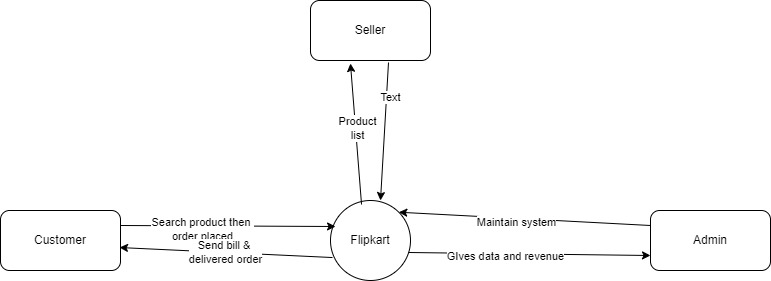 Seller
Text
Product
list
Search product then
order placed
Send bill &
delivered order
Customer
Flipkart
Maintain system
GIves data and revenue
Admin